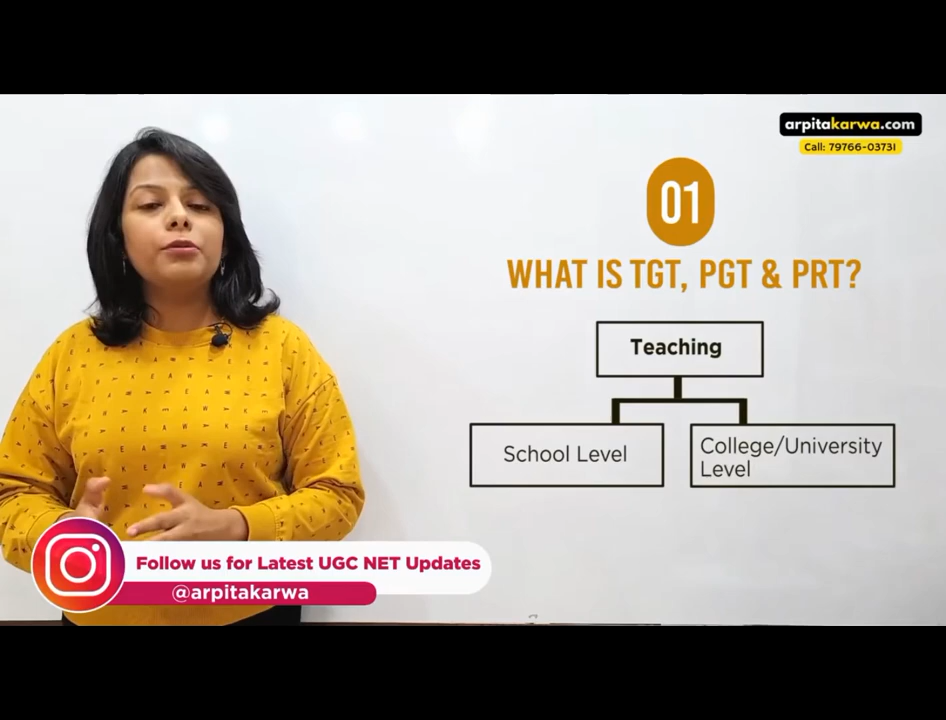 arpitakarwa.com
Call: 79766-03731
01
WHAT IS TGT, PGT & PRT?
Teaching
School Level
College/University
Level
Follow us for Latest UGC NET Updates
@arpitakarwa